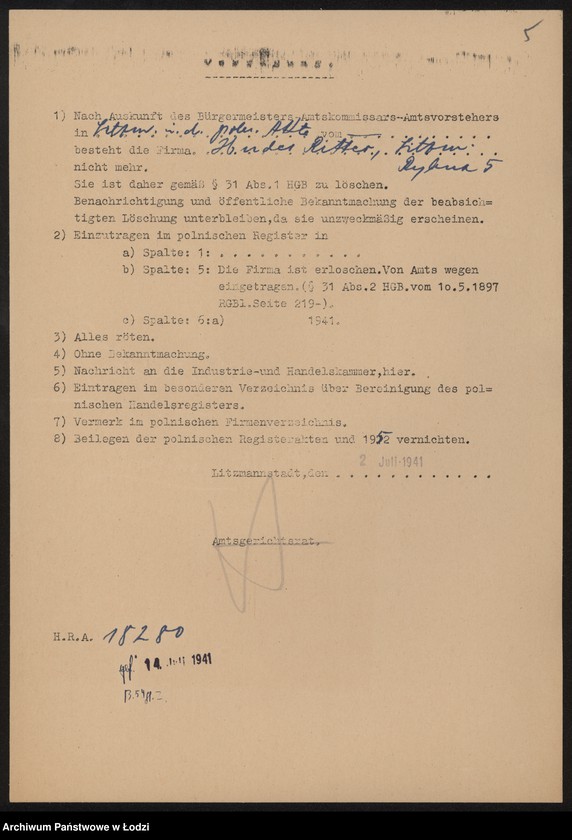 5
Verfügung.
1) Nach Auskunft des Bürgermeisters-Amtskommissars-Amtsvorstehers
in Litzm. n. d. poln. Akte vom . . . . . . . . . . .
besteht die Firma. Ritter, Litzm.
nicht mehr. Rybna 5
Sie ist daher gemäß § 31 Abs.1 HGB zu löschen.
Benachrichtigung und öffentliche Bekanntmachung der beabsich=
tigten Löschung unterbleiben,da sie unzweckmäßig erscheinen.
2) Einzutragen im polnischen Register in
a) Spalte: 1: . . . . . . . . . . . .
b) Spalte: 5: Die Firma ist erloschen.Von Amts wegen
eingetragen.(§ 31 Abs.2 HGB.vom 1o.5.1897
RGBl.Seite 219-).
c) Spalte: 6:a) 1941.
3) Alles röten.
4) Ohne Bekanntmachung.
5) Nachricht an die Industrie-und Handelskammer,hier.
6) Eintragen im besonderen Verzeichnis über Bereinigung des pol=
nischen Handelsregisters.
7) Vermerk im polnischen Firmenverzeichnis.
8) Beilegen der polnischen Registerakten und 1952 vernichten.
2 Juli 1941
Litzmannstadt,den . . . . . . . . . . . . .
Amtsgerichtsrat.
H.R.A. 18280
gef. 14. Juli 1941
Archiwum Państwowe w Łodzi